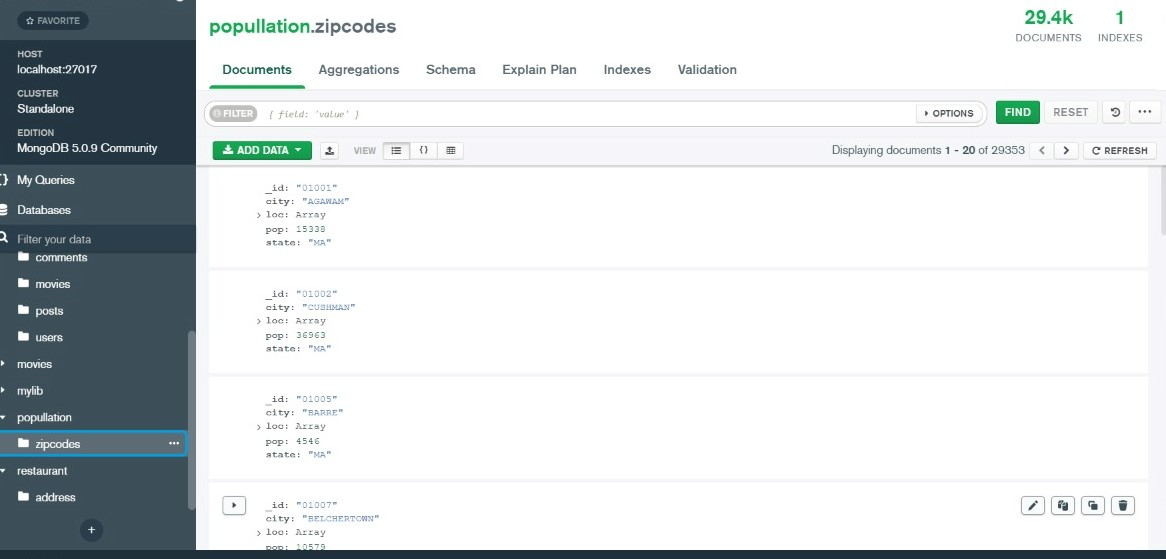 FAVORITE
HOST
localhost:27017
CLUSTER
Standalone
EDITION
MongoDB 5.0.9 Community
{} My Queries
Databases
Filter your data
comments
movies
posts
users
movies
mylib
popullation
zipcodes
restaurant
address
+
popullation.zipcodes
29.4k 1
DOCUMENTS INDEXES
Documents Aggregations Schema Explain Plan Indexes Validation
FILTER { field: 'value' } OPTIONS FIND RESET ...
ADD DATA VIEW {} Displaying documents 1 - 20 of 29353 < > REFRESH
_id: "01001"
city: "AGAWAM"
> loc: Array
pop: 15338
state: "MA"
_id: "01002"
city: "CUSHMAN"
> loc: Array
pop: 36963
state: "MA"
_id: "01005"
city: "BARRE"
> loc: Array
pop: 4546
state: "MA"
_id: "01007"
city: "BELCHERTOWN"
> loc: Array
pop: 10579